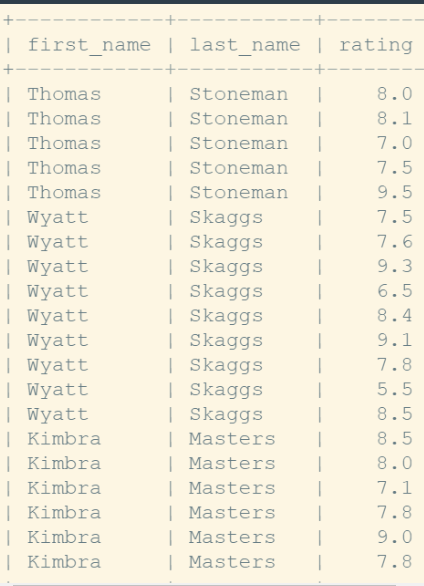 +------------+-----------+--------
| first_name | last_name | rating
+------------+-----------+--------
| Thomas     | Stoneman  |    8.0
| Thomas     | Stoneman  |    8.1
| Thomas     | Stoneman  |    7.0
| Thomas     | Stoneman  |    7.5
| Thomas     | Stoneman  |    9.5
| Wyatt      | Skaggs    |    7.5
| Wyatt      | Skaggs    |    7.6
| Wyatt      | Skaggs    |    9.3
| Wyatt      | Skaggs    |    6.5
| Wyatt      | Skaggs    |    8.4
| Wyatt      | Skaggs    |    9.1
| Wyatt      | Skaggs    |    7.8
| Wyatt      | Skaggs    |    5.5
| Wyatt      | Skaggs    |    8.5
| Kimbra     | Masters   |    8.5
| Kimbra     | Masters   |    8.0
| Kimbra     | Masters   |    7.1
| Kimbra     | Masters   |    7.8
| Kimbra     | Masters   |    9.0
| Kimbra     | Masters   |    7.8